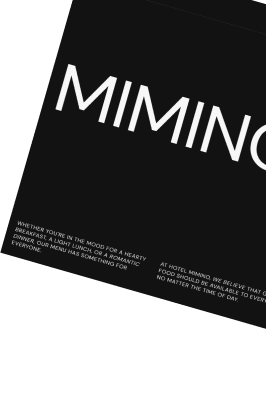 MIMINO
WHETHER YOU'RE IN THE MOOD FOR A HEARTY
BREAKFAST, A LIGHT LUNCH, OR A ROMANTIC
DINNER, OUR MENU HAS SOMETHING FOR
EVERYONE.
AT HOTEL MIMINO, WE BELIEVE THAT
FOOD SHOULD BE AVAILABLE TO
NO MATTER THE TIME OF DAY.